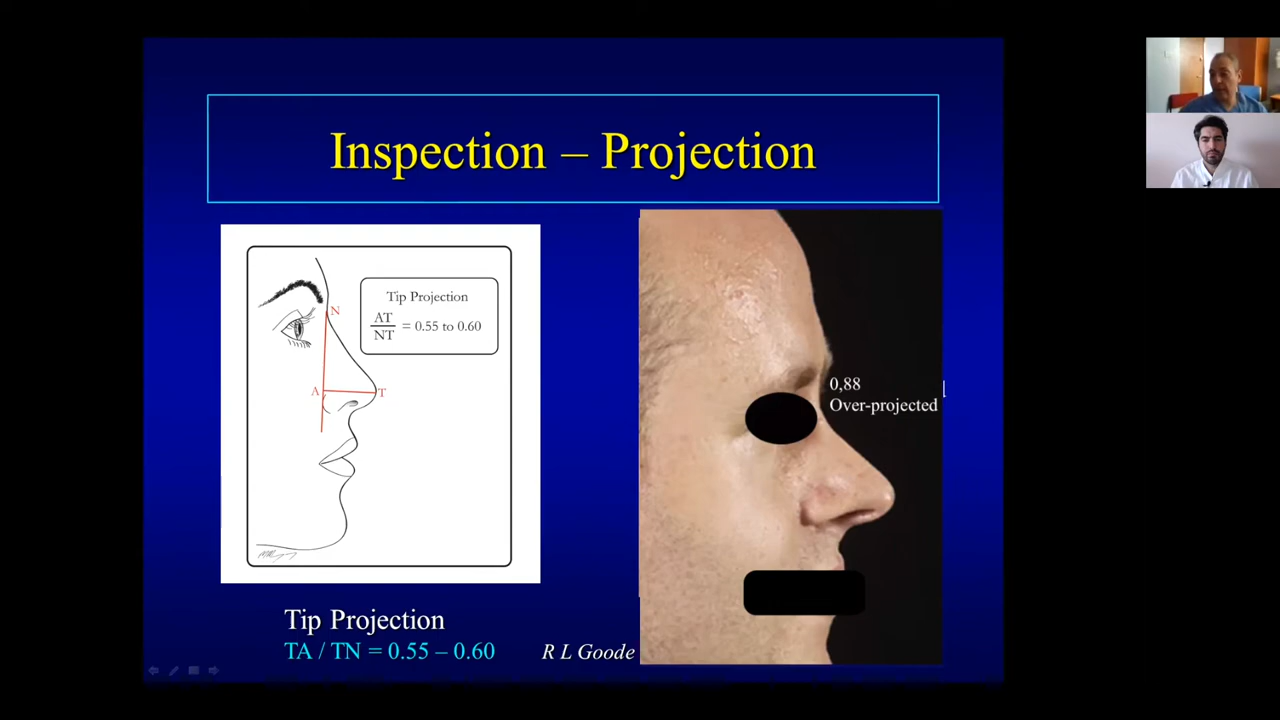 Inspection – Projection
N
Tip Projection
AT
NT
= 0.55 to 0.60
A
T
0,88
Over-projected
Tip Projection
TA / TN = 0.55 – 0.60
R L Goode